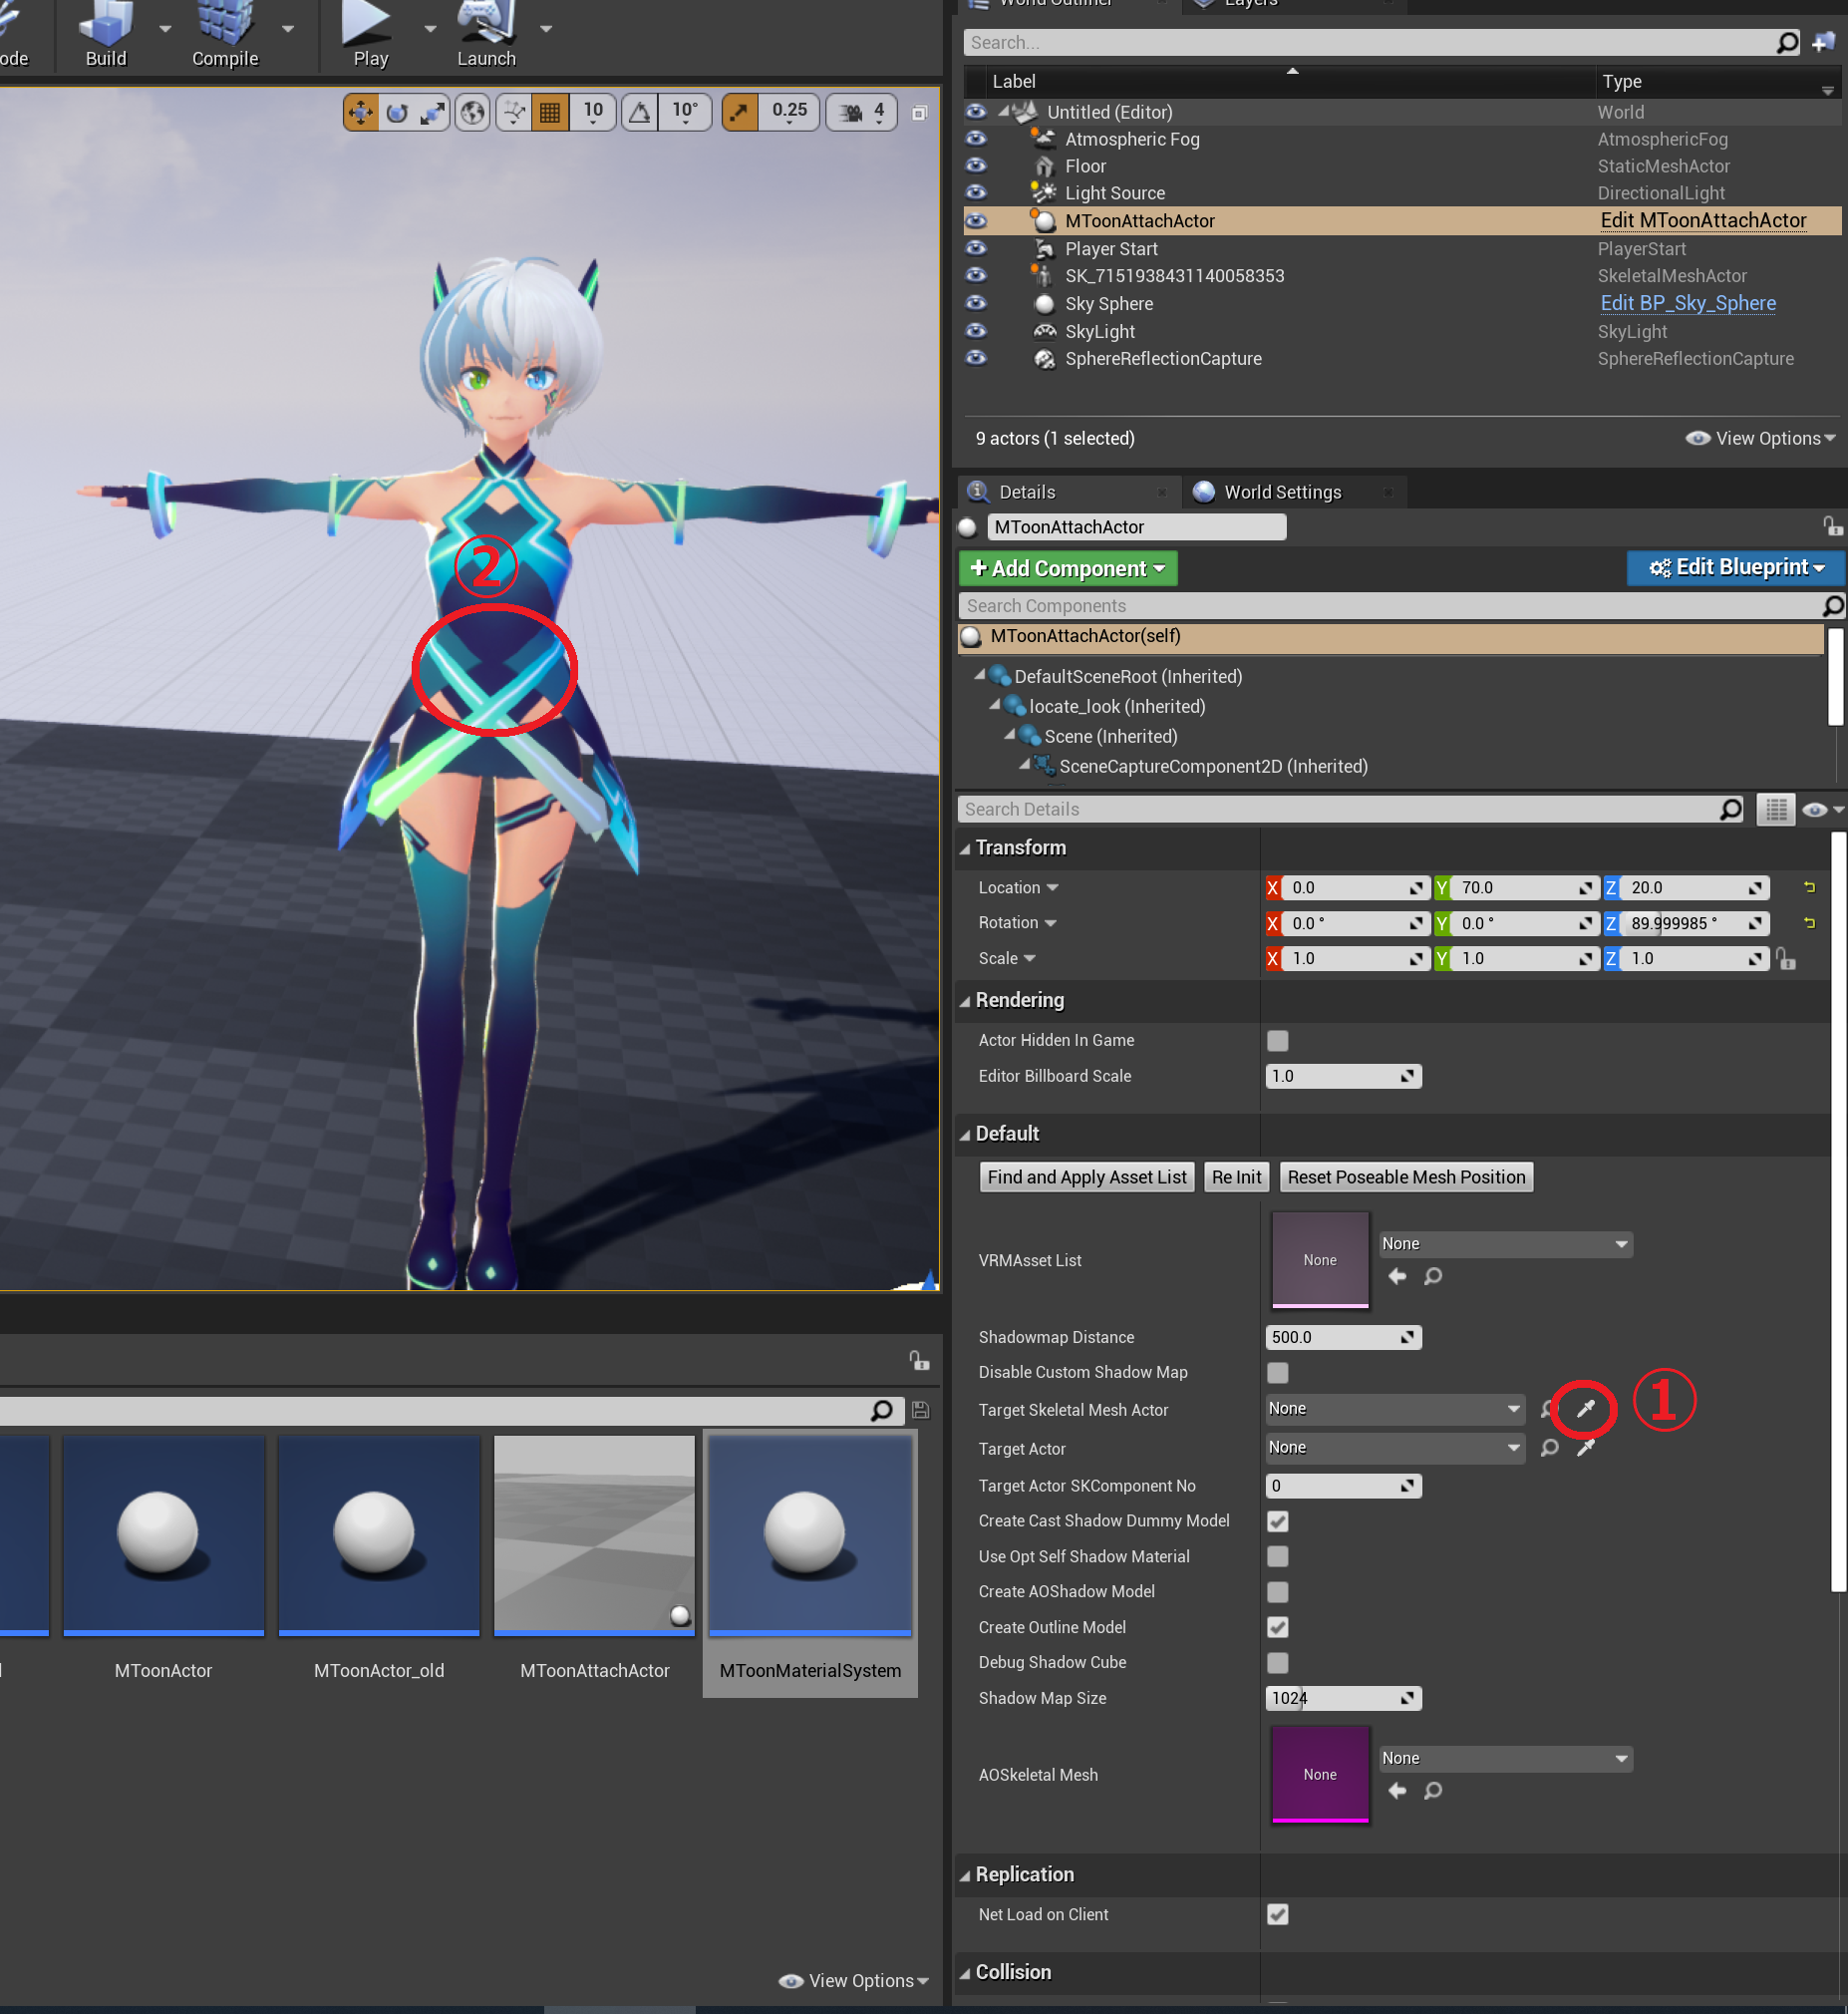 ode
Build
Compile
Play
Launch
10
10°
0.25
4
②
World Outliner
Layers
Search...
Label
Type
Untitled (Editor)
World
Atmospheric Fog
AtmosphericFog
Floor
StaticMeshActor
Light Source
DirectionalLight
MToonAttachActor
Edit MToonAttachActor
Player Start
PlayerStart
SK_7151938431140058353
SkeletalMeshActor
Sky Sphere
Edit BP_Sky_Sphere
SkyLight
SkyLight
SphereReflectionCapture
SphereReflectionCapture
9 actors (1 selected)
View Options
Details
World Settings
MToonAttachActor
+ Add Component
Edit Blueprint
Search Components
MToonAttachActor(self)
DefaultSceneRoot (Inherited)
locate_look (Inherited)
Scene (Inherited)
SceneCaptureComponent2D (Inherited)
Search Details
Transform
Location X 0.0 Y 70.0 Z 20.0
Rotation X 0.0 ° Y 0.0 ° Z 89.999985 °
Scale X 1.0 Y 1.0 Z 1.0
Rendering
Actor Hidden In Game
Editor Billboard Scale 1.0
Default
Find and Apply Asset List Re Init Reset Poseable Mesh Position
VRMAsset List None None
Shadowmap Distance 500.0
Disable Custom Shadow Map
Target Skeletal Mesh Actor None ①
Target Actor None
Target Actor SKComponent No 0
Create Cast Shadow Dummy Model
Use Opt Self Shadow Material
Create AOShadow Model
Create Outline Model
Debug Shadow Cube
Shadow Map Size 1024
AOSkeletal Mesh None None
Replication
Net Load on Client
Collision
MToonActor
MToonActor_old
MToonAttachActor
MToonMaterialSystem
View Options